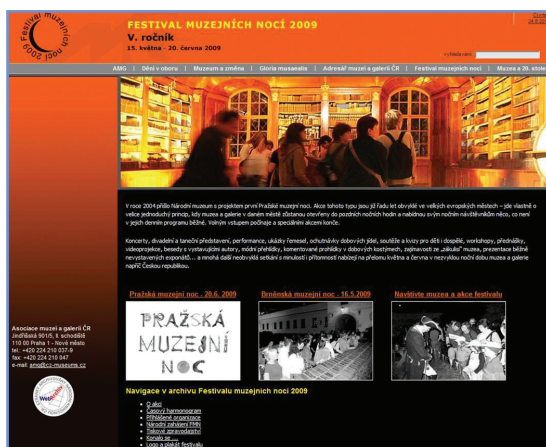 Festival muzejních nocí 2009
FESTIVAL MUZEJNÍCH NOCÍ 2009
V. ročník
15. května - 20. června 2009
vyhledávání:
AMG | Dění v oboru | Muzeum a změna | Gloria musaealis | Adresář muzeí a galerií ČR | Festival muzejních nocí | Muzea a 20. stole
V roce 2004 přišlo Národní muzeum s projektem první Pražské muzejní noci. Akce tohoto typu jsou již řadu let obvyklé ve velkých evropských městech – jde vlastně o
velice jednoduchý princip, kdy muzea a galerie v daném městě zůstanou otevřeny do pozdních nočních hodin a nabídnou svým nočním návštěvníkům něco, co není
v jejich denním programu běžné. Volným vstupem počínaje a speciálními akcemi konče.
Koncerty, divadelní a taneční představení, performance, ukázky řemesel, ochutnávky dobových jídel, soutěže a kvízy pro děti i dospělé, workshopy, přednášky,
videoprojekce, besedy s vystavujícími autory, módní přehlídky, komentované prohlídky v dobových kostýmech, zajímavosti ze „zákulisí" muzea, prezentace běžně
nevystavených exponátů... a mnohá další neobvyklá setkání s minulostí i přítomností nabízejí na přelomu května a června v nezvyklou noční dobu muzea a galerie
napříč Českou republikou.
Pražská muzejní noc - 20.6. 2009
Brněnská muzejní noc - 16.5.2009
Navštivte muzea a akce festivalu
PRAŽSKÁ
MUZEJNÍ
NOC
Asociace muzeí a galerií ČR
Jindřišská 901/5, II. schodiště
110 00 Praha 1 - Nové město
tel.: +420 224 210 037-9
fax: +420 224 210 047
e-mail: amg@cz-museums.cz
Navigace v archivu Festivalu muzejních nocí 2009
O akci
Časový harmonogram
Přihlášené organizace
Národní zahájení FMN
Tiskové zpravodajství
Konalo se ...
Logo a plakát festivalu